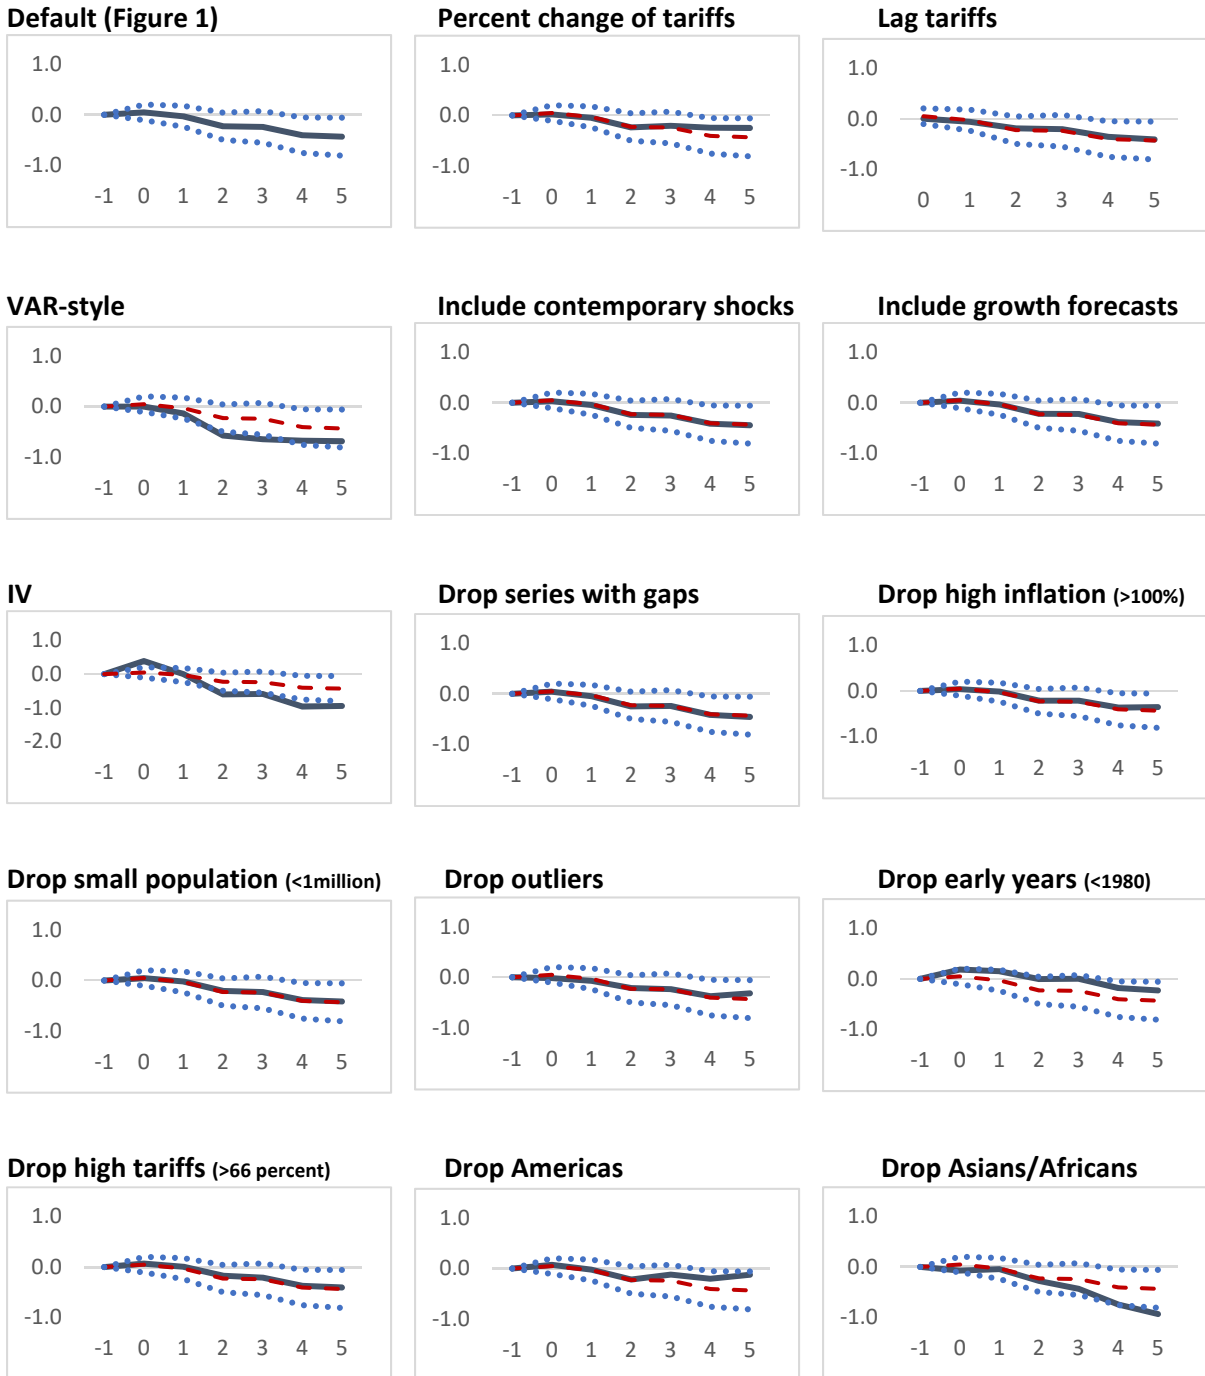 Default (Figure 1) Percent change of tariffs Lag tariffs
1.0 1.0 1.0
0.0 0.0 0.0
-1.0 -1.0 -1.0
-1 0 1 2 3 4 5 -1 0 1 2 3 4 5 0 1 2 3 4 5
VAR-style Include contemporary shocks Include growth forecasts
1.0 1.0 1.0
0.0 0.0 0.0
-1.0 -1.0 -1.0
-1 0 1 2 3 4 5 -1 0 1 2 3 4 5 -1 0 1 2 3 4 5
IV Drop series with gaps Drop high inflation (>100%)
1.0 1.0 1.0
0.0 0.0 0.0
-1.0 -1.0 -1.0
-2.0
-1 0 1 2 3 4 5 -1 0 1 2 3 4 5 -1 0 1 2 3 4 5
Drop small population (<1million) Drop outliers Drop early years (<1980)
1.0 1.0 1.0
0.0 0.0 0.0
-1.0 -1.0 -1.0
-1 0 1 2 3 4 5 -1 0 1 2 3 4 5 -1 0 1 2 3 4 5
Drop high tariffs (>66 percent) Drop Americas Drop Asians/Africans
1.0 1.0 1.0
0.0 0.0 0.0
-1.0 -1.0 -1.0
-1 0 1 2 3 4 5 -1 0 1 2 3 4 5 -1 0 1 2 3 4 5